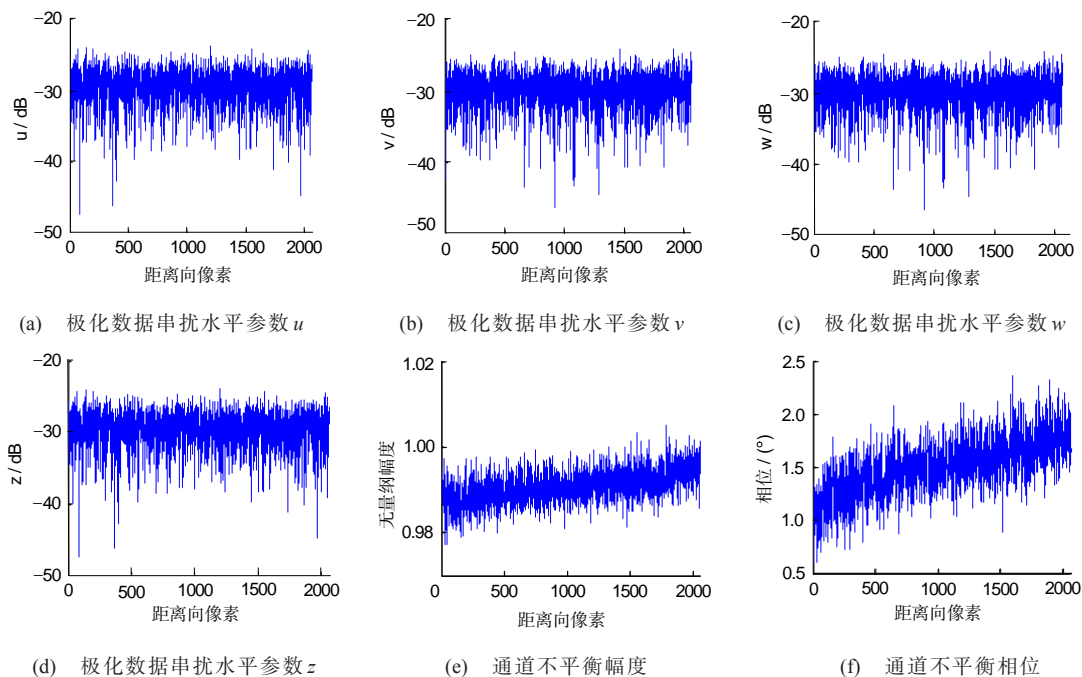 −20
−30
−40
−50
u / dB
0 500 1000 1500 2000
距离向像素
(a) 极化数据串扰水平参数u
−20
−30
−40
−50
v / dB
0 500 1000 1500 2000
距离向像素
(b) 极化数据串扰水平参数v
−20
−30
−40
−50
w / dB
0 500 1000 1500 2000
距离向像素
(c) 极化数据串扰水平参数w
−20
−30
−40
−50
z / dB
0 500 1000 1500 2000
距离向像素
(d) 极化数据串扰水平参数z
1.02
1.00
0.98
无量纲幅度
0 500 1000 1500 2000
距离向像素
(e) 通道不平衡幅度
2.5
2.0
1.5
1.0
0.5
相位 / (°)
0 500 1000 1500 2000
距离向像素
(f) 通道不平衡相位